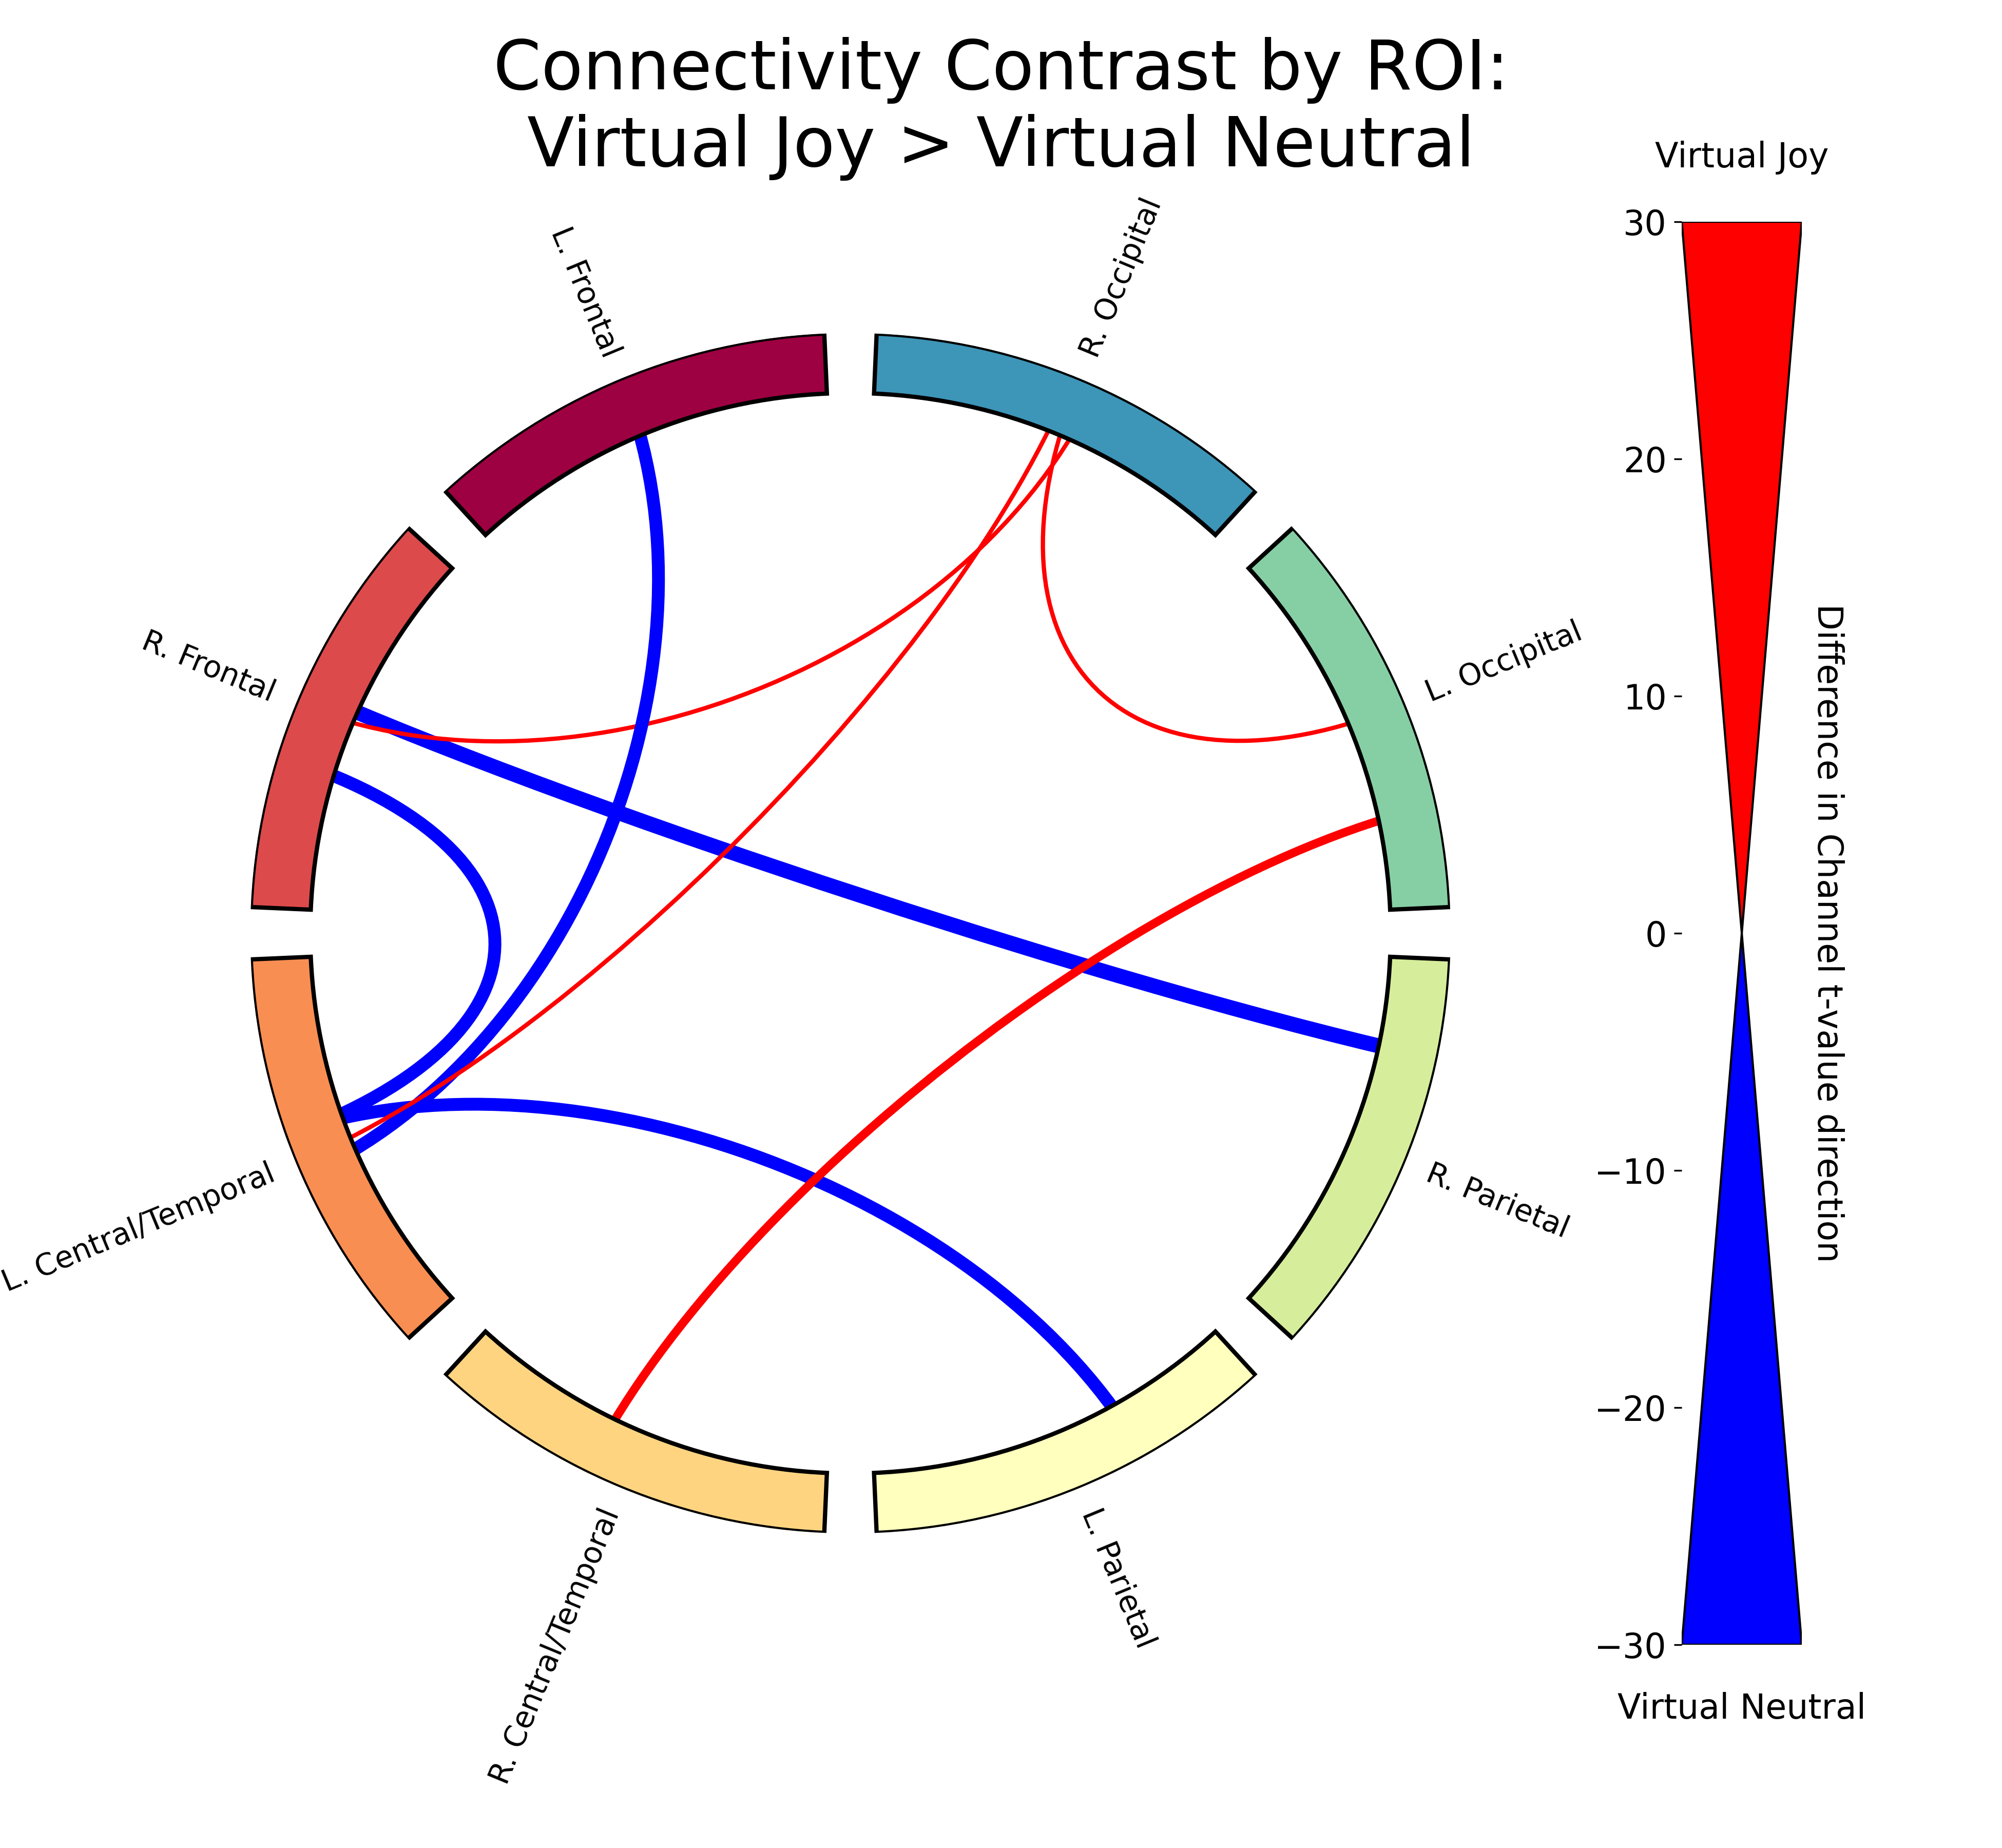 Connectivity Contrast by ROI:
Virtual Joy > Virtual Neutral
Virtual Joy
L. Frontal
R. Occipital
R. Frontal
L. Occipital
L. Central/Temporal
R. Parietal
R. Central/Temporal
L. Parietal
30
20
10
0
−10
−20
−30
Difference in Channel t-value direction
Virtual Neutral